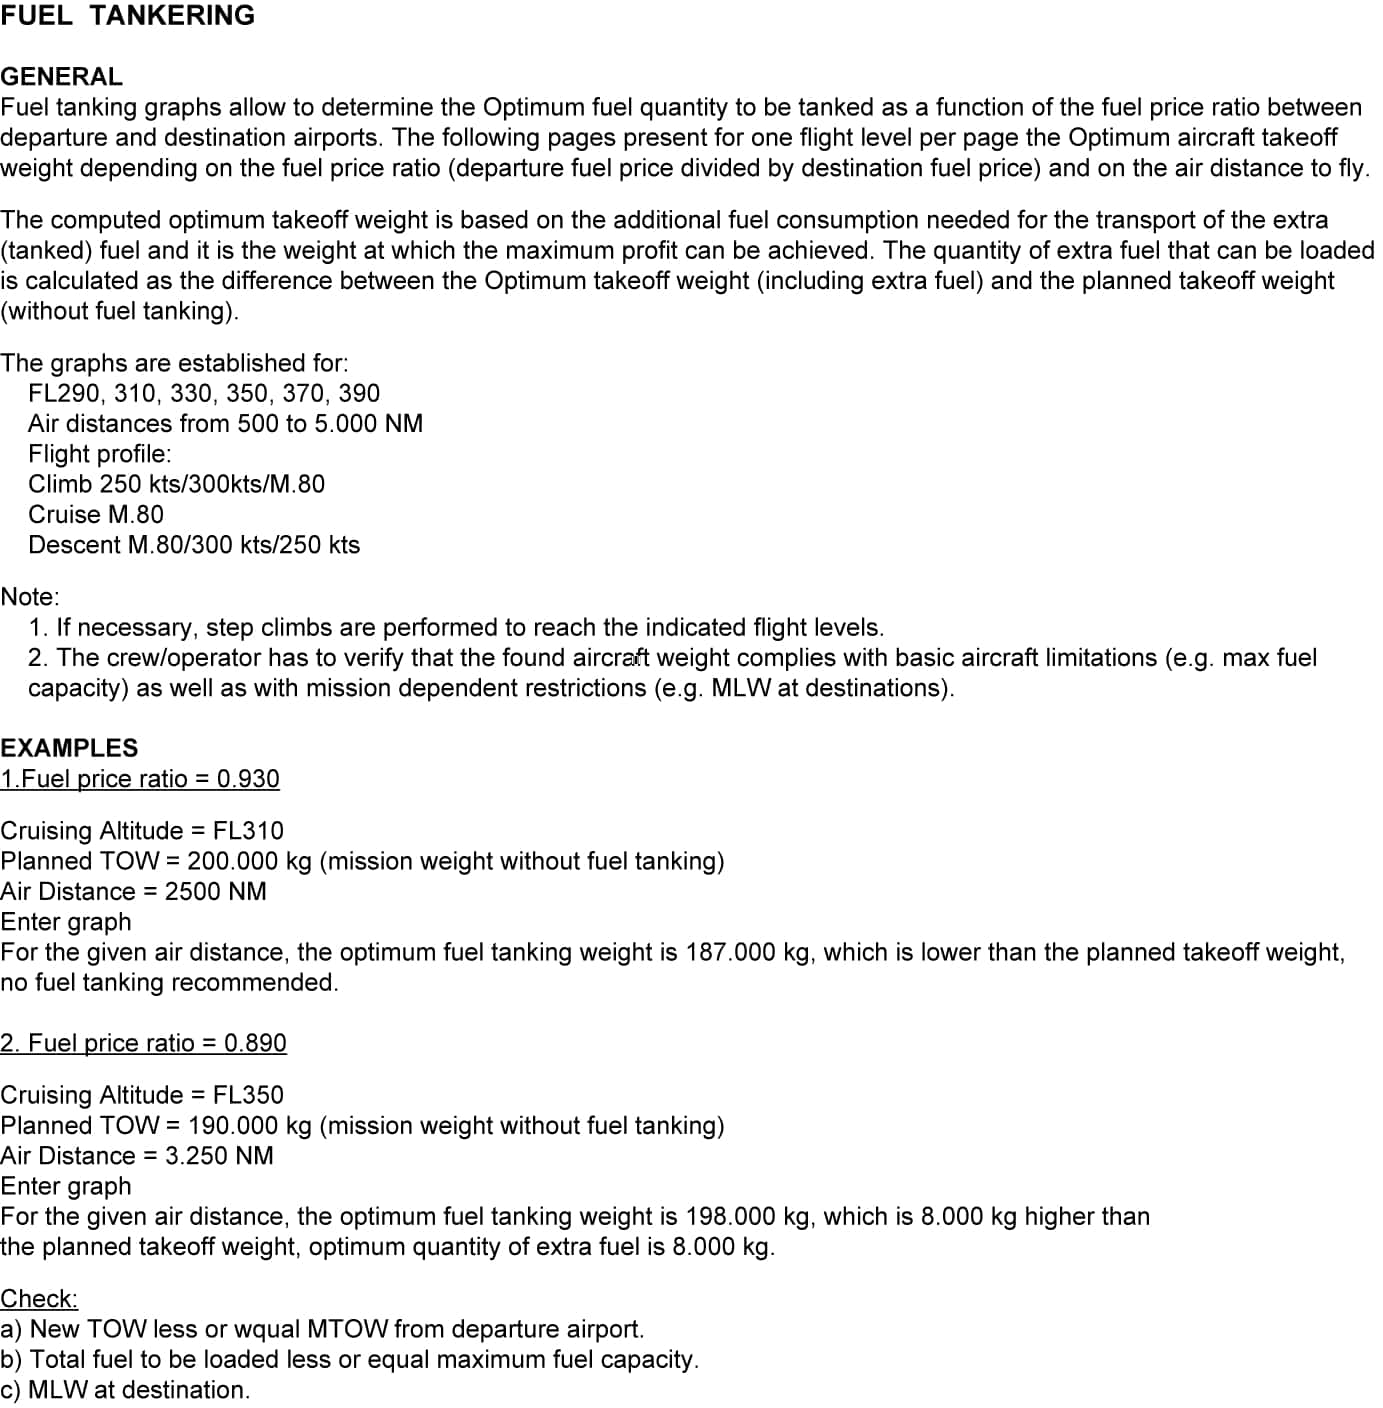 FUEL TANKERING
GENERAL
Fuel tanking graphs allow to determine the Optimum fuel quantity to be tanked as a function of the fuel price ratio between
departure and destination airports. The following pages present for one flight level per page the Optimum aircraft takeoff
weight depending on the fuel price ratio (departure fuel price divided by destination fuel price) and on the air distance to fly.
The computed optimum takeoff weight is based on the additional fuel consumption needed for the transport of the extra
(tanked) fuel and it is the weight at which the maximum profit can be achieved. The quantity of extra fuel that can be loaded
is calculated as the difference between the Optimum takeoff weight (including extra fuel) and the planned takeoff weight
(without fuel tanking).
The graphs are established for:
FL290, 310, 330, 350, 370, 390
Air distances from 500 to 5.000 NM
Flight profile:
Climb 250 kts/300kts/M.80
Cruise M.80
Descent M.80/300 kts/250 kts
Note:
1. If necessary, step climbs are performed to reach the indicated flight levels.
2. The crew/operator has to verify that the found aircraft weight complies with basic aircraft limitations (e.g. max fuel
capacity) as well as with mission dependent restrictions (e.g. MLW at destinations).
EXAMPLES
1.Fuel price ratio = 0.930
Cruising Altitude = FL310
Planned TOW = 200.000 kg (mission weight without fuel tanking)
Air Distance = 2500 NM
Enter graph
For the given air distance, the optimum fuel tanking weight is 187.000 kg, which is lower than the planned takeoff weight,
no fuel tanking recommended.
2. Fuel price ratio = 0.890
Cruising Altitude = FL350
Planned TOW = 190.000 kg (mission weight without fuel tanking)
Air Distance = 3.250 NM
Enter graph
For the given air distance, the optimum fuel tanking weight is 198.000 kg, which is 8.000 kg higher than
the planned takeoff weight, optimum quantity of extra fuel is 8.000 kg.
Check:
a) New TOW less or wqual MTOW from departure airport.
b) Total fuel to be loaded less or equal maximum fuel capacity.
c) MLW at destination.